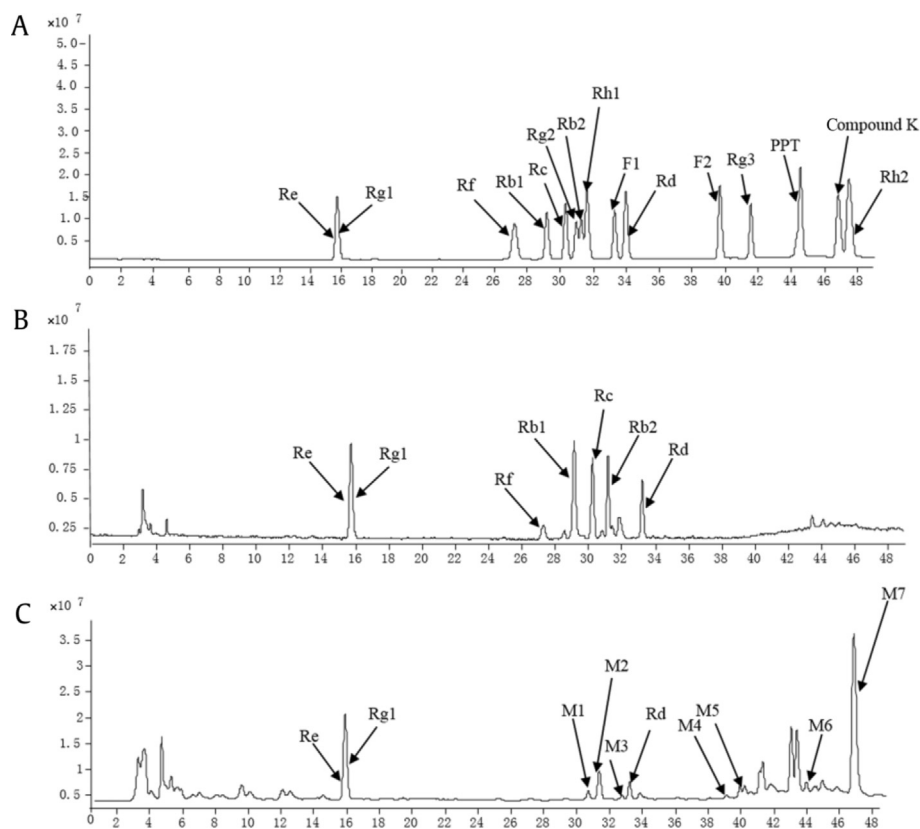 A
×10 7
5.0
4.5
4.0
3.5
3.0
2.5
2.0
1.5
1.0
0.5
Re
Rg1
Rf
Rb1
Rc
Rg2
Rb2
Rh1
F1
Rd
F2
Rg3
PPT
Compound K
Rh2
0 2 4 6 8 10 12 14 16 18 20 22 24 26 28 30 32 34 36 38 40 42 44 46 48
B
×10 7
1.75
1.5
1.25
1
0.75
0.5
0.25
Re
Rg1
Rf
Rb1
Rc
Rb2
Rd
0 2 4 6 8 10 12 14 16 18 20 22 24 26 28 30 32 34 36 38 40 42 44 46 48
C
×10 7
3.5
3
2.5
2
1.5
1
0.5
Re
Rg1
M1
M2
M3
Rd
M4
M5
M6
M7
0 2 4 6 8 10 12 14 16 18 20 22 24 26 28 30 32 34 36 38 40 42 44 46 48